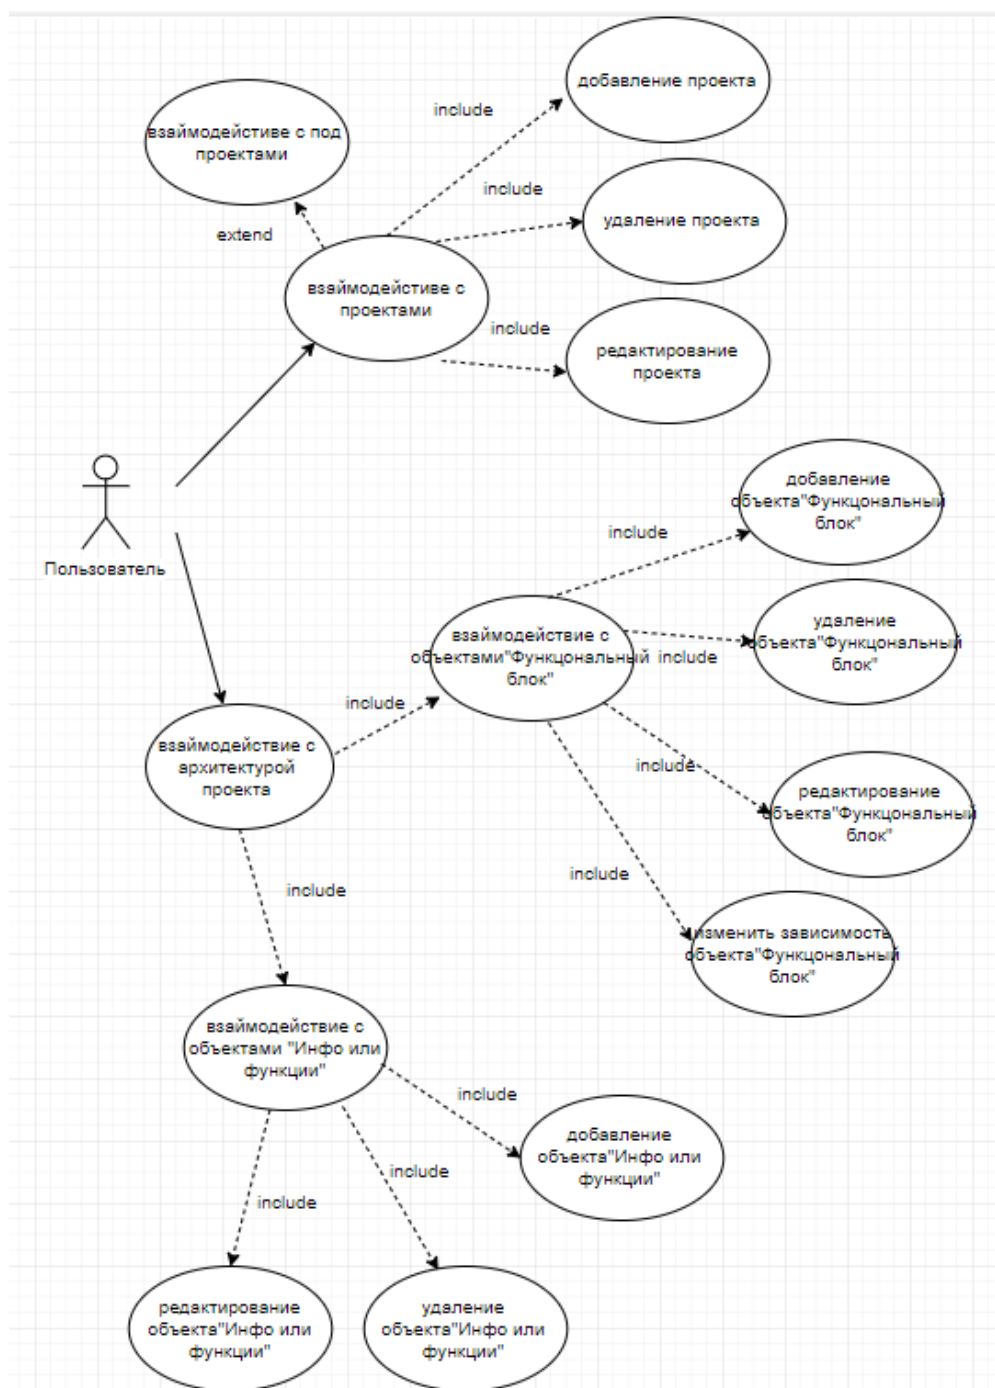 добавление проекта
include
взаймодестиве с под
проектами
include
удаление проекта
extend
взаймодестиве с
проектами
include
редактирование
проекта
Пользователь
добавление
объекта"Функцональный
блок"
include
взаймодействие с
объектами"Функцональный
блок"
include
удаление
объекта"Функцональный
блок"
include
взаймодействие с
архитектурой
проекта
include
редактирование
объекта"Функцональный
блок"
include
include
изменить зависимость
объекта"Функцональный
блок"
взаймодействие с
объектами "Инфо или
функции"
include
добавление
объекта"Инфо или
функции"
include
include
редактирование
объекта"Инфо или
функции"
удаление
объекта"Инфо или
функции"